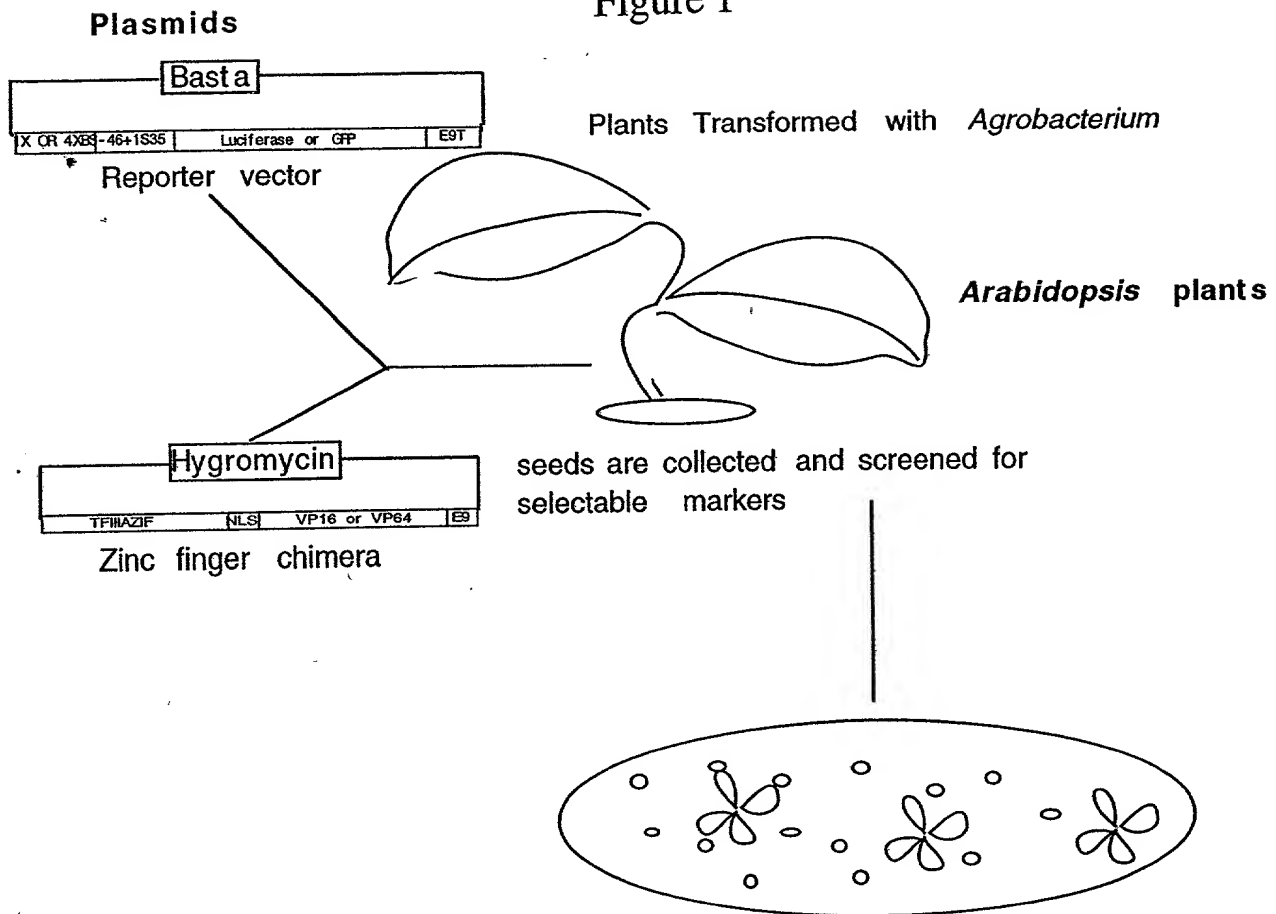 Figure 1
Plasmids
Basta
X OR 4XBS -46+1S35 Luciferase or GFP E9T
Reporter vector
Plants Transformed with Agrobacterium
Arabidopsis plants
Hygromycin
TFIIIAZIF NLS VP16 or VP64 E9
Zinc finger chimera
seeds are collected and screened for
selectable markers